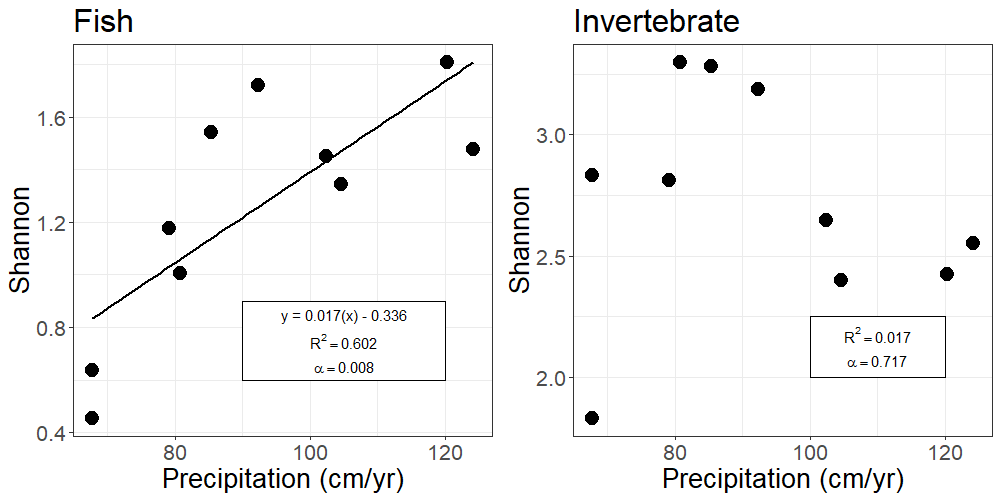 Fish
Shannon
1.6
1.2
0.8
0.4
y = 0.017(x) - 0.336
R² = 0.602
α = 0.008
80 100 120
Precipitation (cm/yr)
Invertebrate
Shannon
3.0
2.5
2.0
R² = 0.017
α = 0.717
80 100 120
Precipitation (cm/yr)